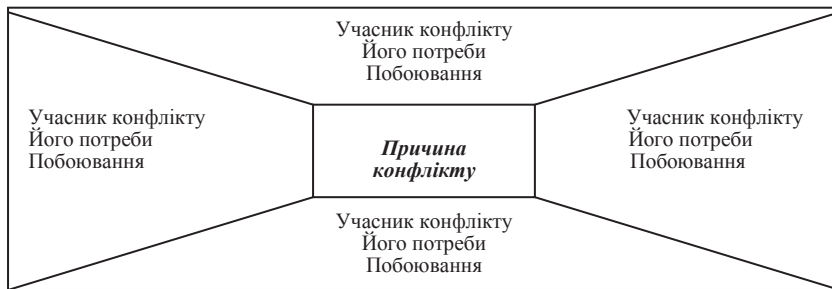 Учасник конфлікту
Його потреби
Побоювання
Учасник конфлікту
Його потреби
Побоювання
Причина
конфлікту
Учасник конфлікту
Його потреби
Побоювання
Учасник конфлікту
Його потреби
Побоювання